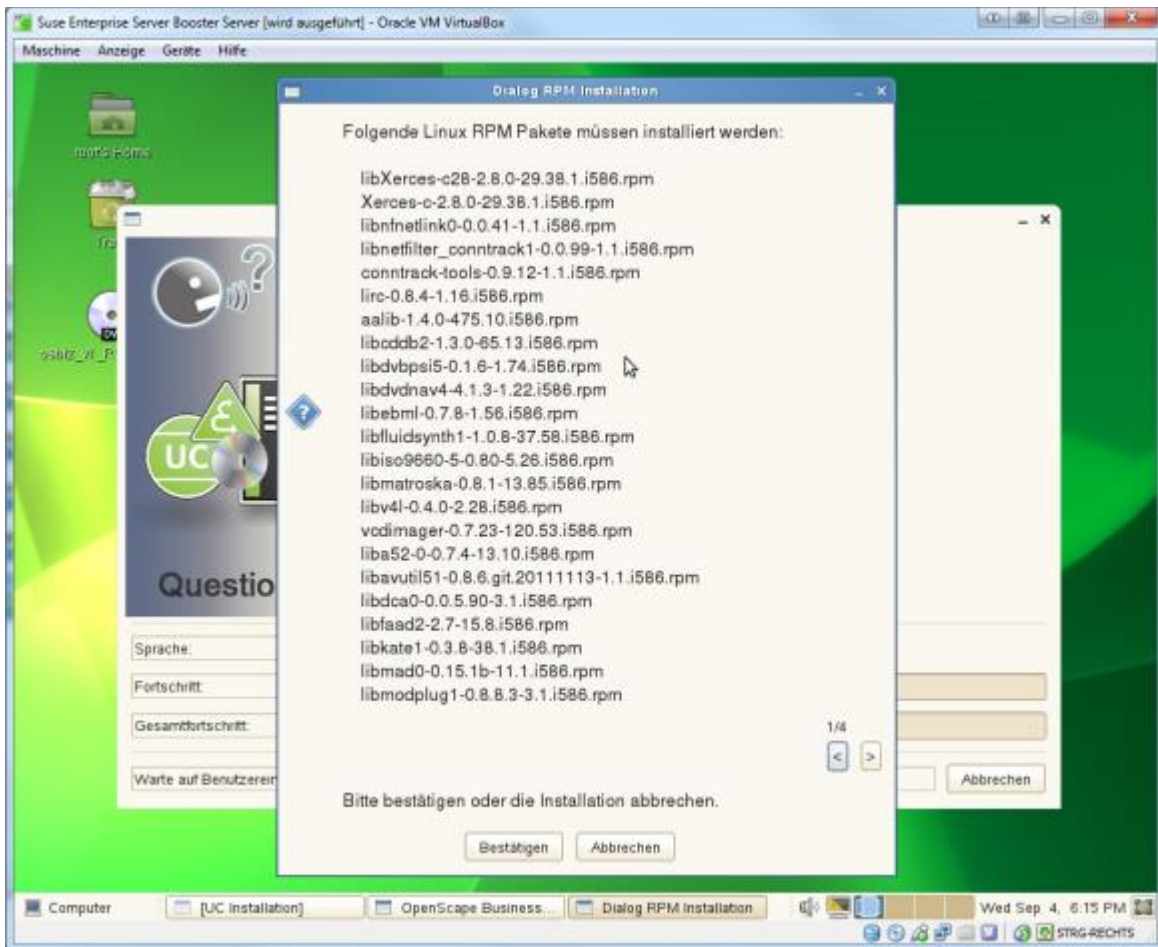 Suse Enterprise Server Booster Server [wird ausgeführt] - Oracle VM VirtualBox
Maschine Anzeige Geräte Hilfe
root's Home
Dialog RPM Installation
Folgende Linux RPM Pakete müssen installiert werden:
libXerces-c28-2.8.0-29.38.1.i586.rpm
Xerces-c-2.8.0-29.38.1.i586.rpm
libnfnetlink0-0.0.41-1.1.i586.rpm
libnetfilter_conntrack1-0.0.99-1.1.i586.rpm
conntrack-tools-0.9.12-1.1.i586.rpm
lirc-0.8.4-1.16.i586.rpm
aalib-1.4.0-475.10.i586.rpm
libcddb2-1.3.0-65.13.i586.rpm
libdvbpsi5-0.1.6-1.74.i586.rpm
libdvdnav4-4.1.3-1.22.i586.rpm
libebml-0.7.8-1.56.i586.rpm
libfluidsynth1-1.0.8-37.58.i586.rpm
libiso9660-5-0.80-5.26.i586.rpm
libmatroska-0.8.1-13.85.i586.rpm
libv4l-0.4.0-2.28.i586.rpm
vcdimager-0.7.23-120.53.i586.rpm
liba52-0-0.7.4-13.10.i586.rpm
libavutil51-0.8.6.git.20111113-1.1.i586.rpm
libdca0-0.0.5.90-3.1.i586.rpm
libfaad2-2.7-15.8.i586.rpm
libkate1-0.3.8-38.1.i586.rpm
libmad0-0.15.1b-11.1.i586.rpm
libmodplug1-0.8.8.3-3.1.i586.rpm
1/4
< >
Bitte bestätigen oder die Installation abbrechen.
Bestätigen Abbrechen
UC
Questio
Sprache:
Fortschritt:
Gesamtfortschritt:
Warte auf Benutzerein
Abbrechen
Computer [UC Installation] OpenScape Business... Dialog RPM Installation Wed Sep 4, 6:15 PM
STRG-RECHTS